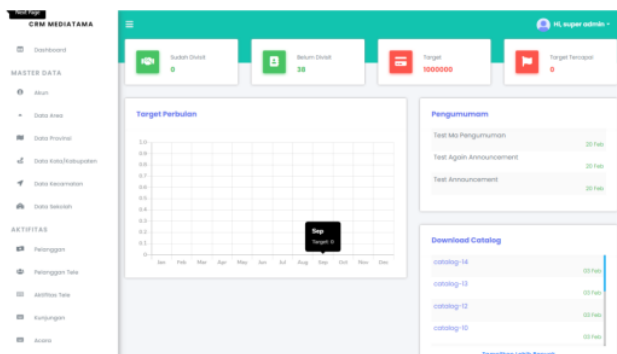 Next Page
CRM MEDIATAMA
Hi, super admin
Dashboard
MASTER DATA
Akun
Data Area
Data Provinsi
Data Kota/Kabupaten
Data Kecamatan
Data Sekolah
AKTIFITAS
Pelanggan
Pelanggan Tele
Aktifitas Tele
Kunjungan
Acara
Sudah Divisit
0
Belum Divisit
38
Target
1000000
Target Tercapai
0
Target Perbulan
1.0
0.9
0.8
0.7
0.6
0.5
0.4
0.3
0.2
0.1
0
Jan Feb Mar Apr May Jun Jul Aug Sep Oct Nov Dec
Sep
Target: 0
Pengumumam
Test Ma Pengumuman
20 Feb
Test Again Announcement
20 Feb
Test Announcement
20 Feb
Download Catalog
catalog-14
03 Feb
catalog-13
03 Feb
catalog-12
03 Feb
catalog-10
03 Feb
Tampilkan Lebih Banyak